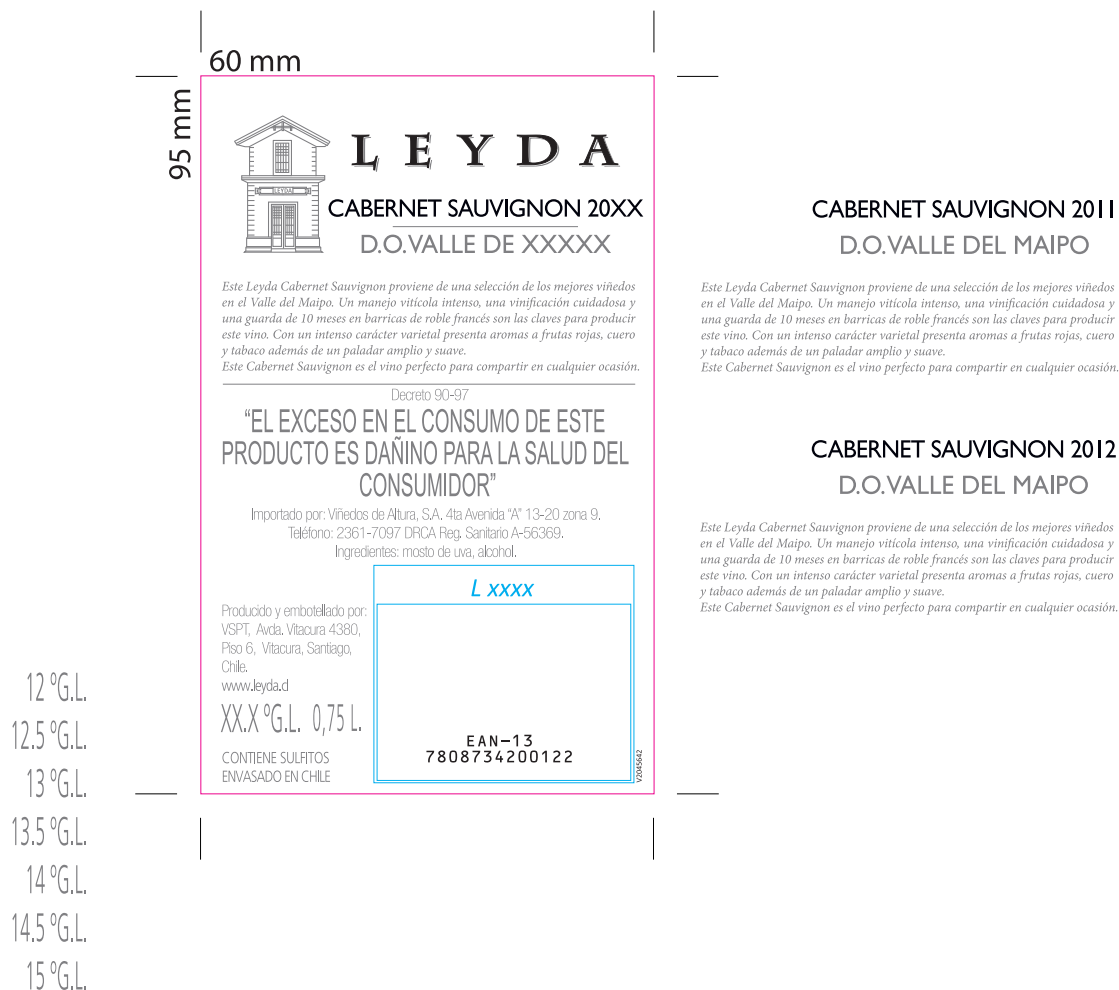 60 mm
95 mm
LEYDA
LEYDA
CABERNET SAUVIGNON 20XX
D.O.VALLE DE XXXXX
Este Leyda Cabernet Sauvignon proviene de una selección de los mejores viñedos
en el Valle del Maipo. Un manejo vitícola intenso, una vinificación cuidadosa y
una guarda de 10 meses en barricas de roble francés son las claves para producir
este vino. Con un intenso carácter varietal presenta aromas a frutas rojas, cuero
y tabaco además de un paladar amplio y suave.
Este Cabernet Sauvignon es el vino perfecto para compartir en cualquier ocasión.
Decreto 90-97
“EL EXCESO EN EL CONSUMO DE ESTE
PRODUCTO ES DAÑINO PARA LA SALUD DEL
CONSUMIDOR”
Importado por: Viñedos de Altura, S.A. 4ta Avenida “A” 13-20 zona 9.
Teléfono: 2361-7097 DRCA Reg. Sanitario A-56369.
Ingredientes: mosto de uva, alcohol.
L xxxx
Producido y embotellado por:
VSPT, Avda. Vitacura 4380,
Piso 6, Vitacura, Santiago,
Chile.
www.leyda.cl
XX.X ºG.L. 0,75 L.
CONTIENE SULFITOS
ENVASADO EN CHILE
EAN-13
7808734200122
V2045642
CABERNET SAUVIGNON 2011
D.O.VALLE DEL MAIPO
Este Leyda Cabernet Sauvignon proviene de una selección de los mejores viñedos
en el Valle del Maipo. Un manejo vitícola intenso, una vinificación cuidadosa y
una guarda de 10 meses en barricas de roble francés son las claves para producir
este vino. Con un intenso carácter varietal presenta aromas a frutas rojas, cuero
y tabaco además de un paladar amplio y suave.
Este Cabernet Sauvignon es el vino perfecto para compartir en cualquier ocasión.
CABERNET SAUVIGNON 2012
D.O.VALLE DEL MAIPO
Este Leyda Cabernet Sauvignon proviene de una selección de los mejores viñedos
en el Valle del Maipo. Un manejo vitícola intenso, una vinificación cuidadosa y
una guarda de 10 meses en barricas de roble francés son las claves para producir
este vino. Con un intenso carácter varietal presenta aromas a frutas rojas, cuero
y tabaco además de un paladar amplio y suave.
Este Cabernet Sauvignon es el vino perfecto para compartir en cualquier ocasión.
12 ºG.L.
12.5 ºG.L.
13 ºG.L.
13.5 ºG.L.
14 ºG.L.
14.5 ºG.L.
15 ºG.L.